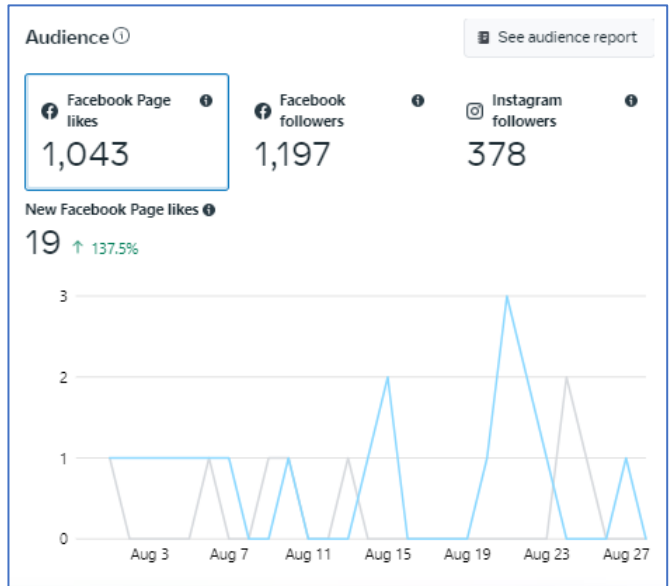 Audience
See audience report
Facebook Page
likes
1,043
Facebook
followers
1,197
Instagram
followers
378
New Facebook Page likes
19 ↑ 137.5%
3
2
1
0
Aug 3 Aug 7 Aug 11 Aug 15 Aug 19 Aug 23 Aug 27